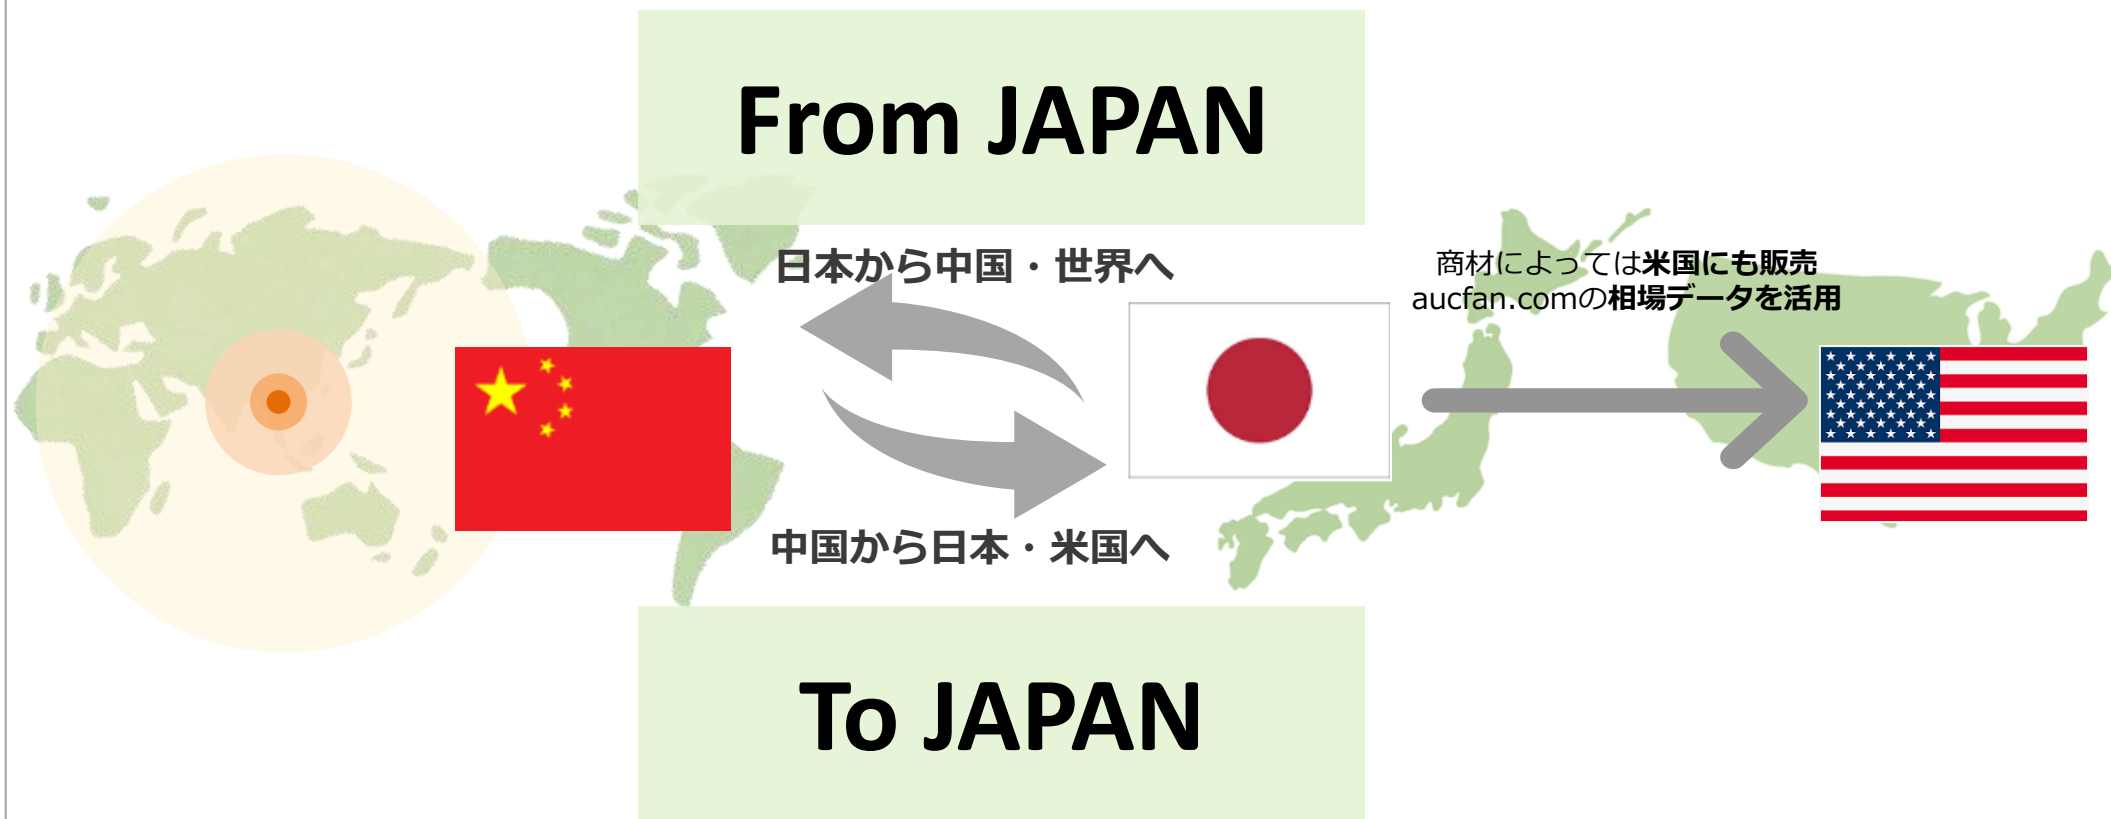 From JAPAN
日本から中国・世界へ
商材によっては米国にも販売
aucfan.comの相場データを活用
中国から日本・米国へ
To JAPAN